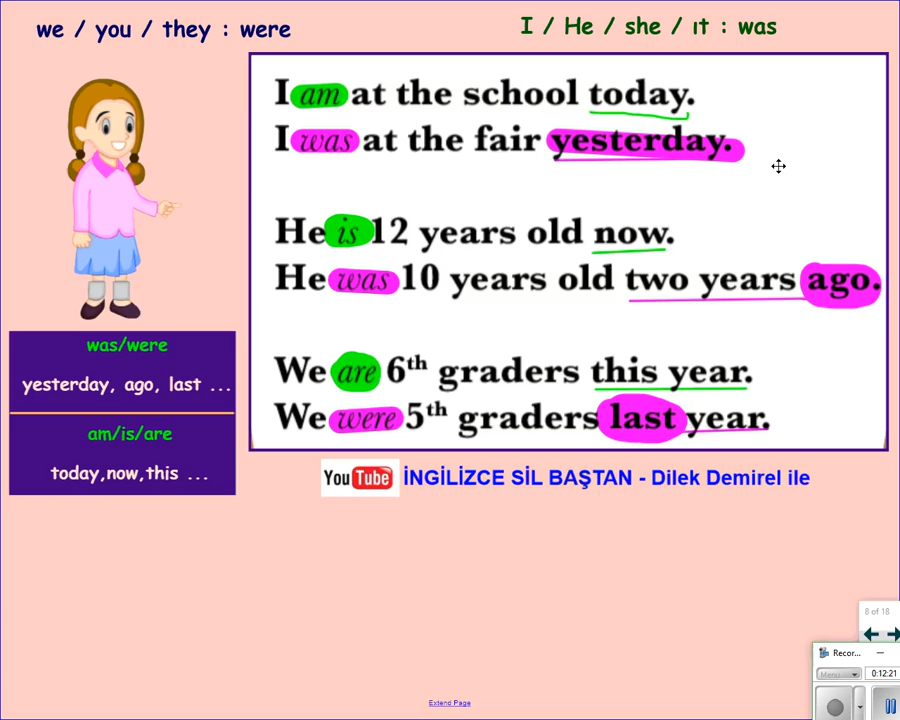 we / you / they : were
I / He / she / ıt : was
I am at the school today.
I was at the fair yesterday.
He is 12 years old now.
He was 10 years old two years ago.
We are 6th graders this year.
We were 5th graders last year.
was/were
yesterday, ago, last ...
am/is/are
today,now,this ...
YouTube İNGİLİZCE SİL BAŞTAN - Dilek Demirel ile
8 of 18
Recor...
0:12:21
Extend Page